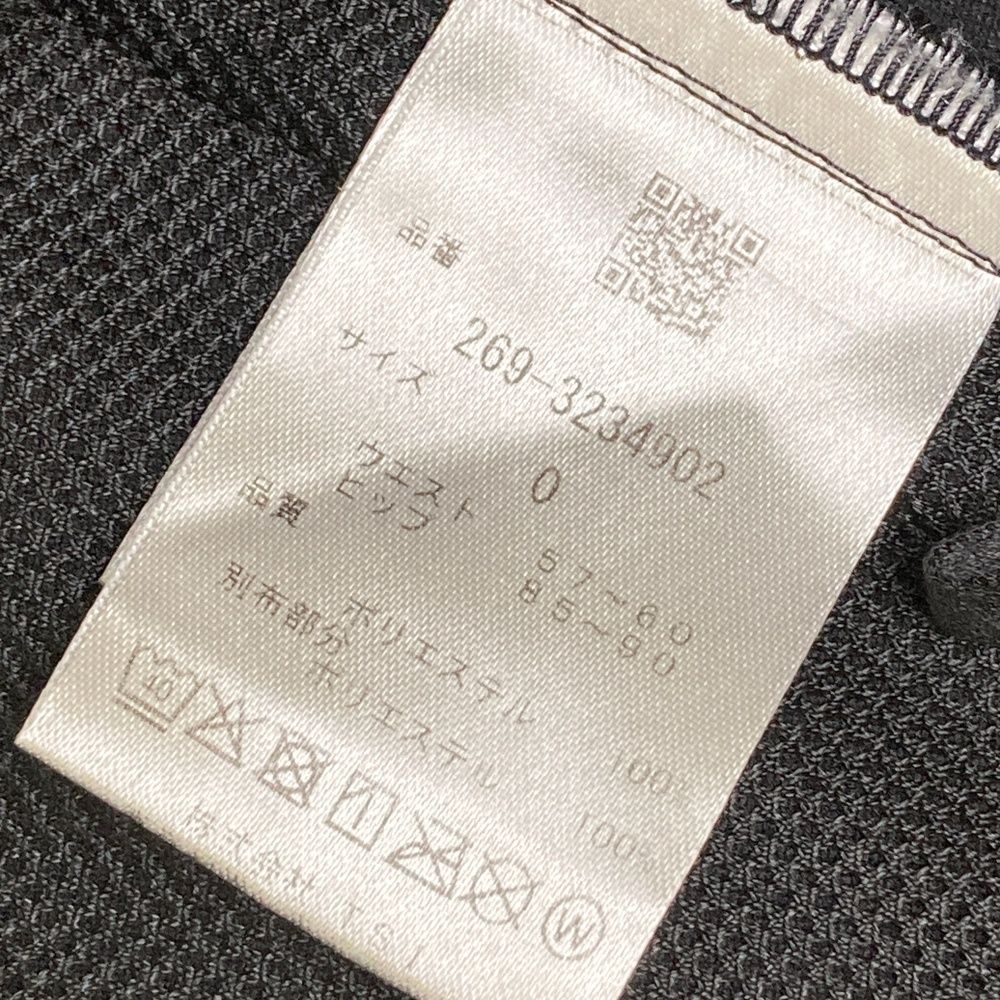 品番
269-3234902
サイズ
0
ウエスト 57〜60
ヒップ 85〜90
品質
ポリエステル 100%
別布部分
ポリエステル 100%
40
W
株式会社 TSI